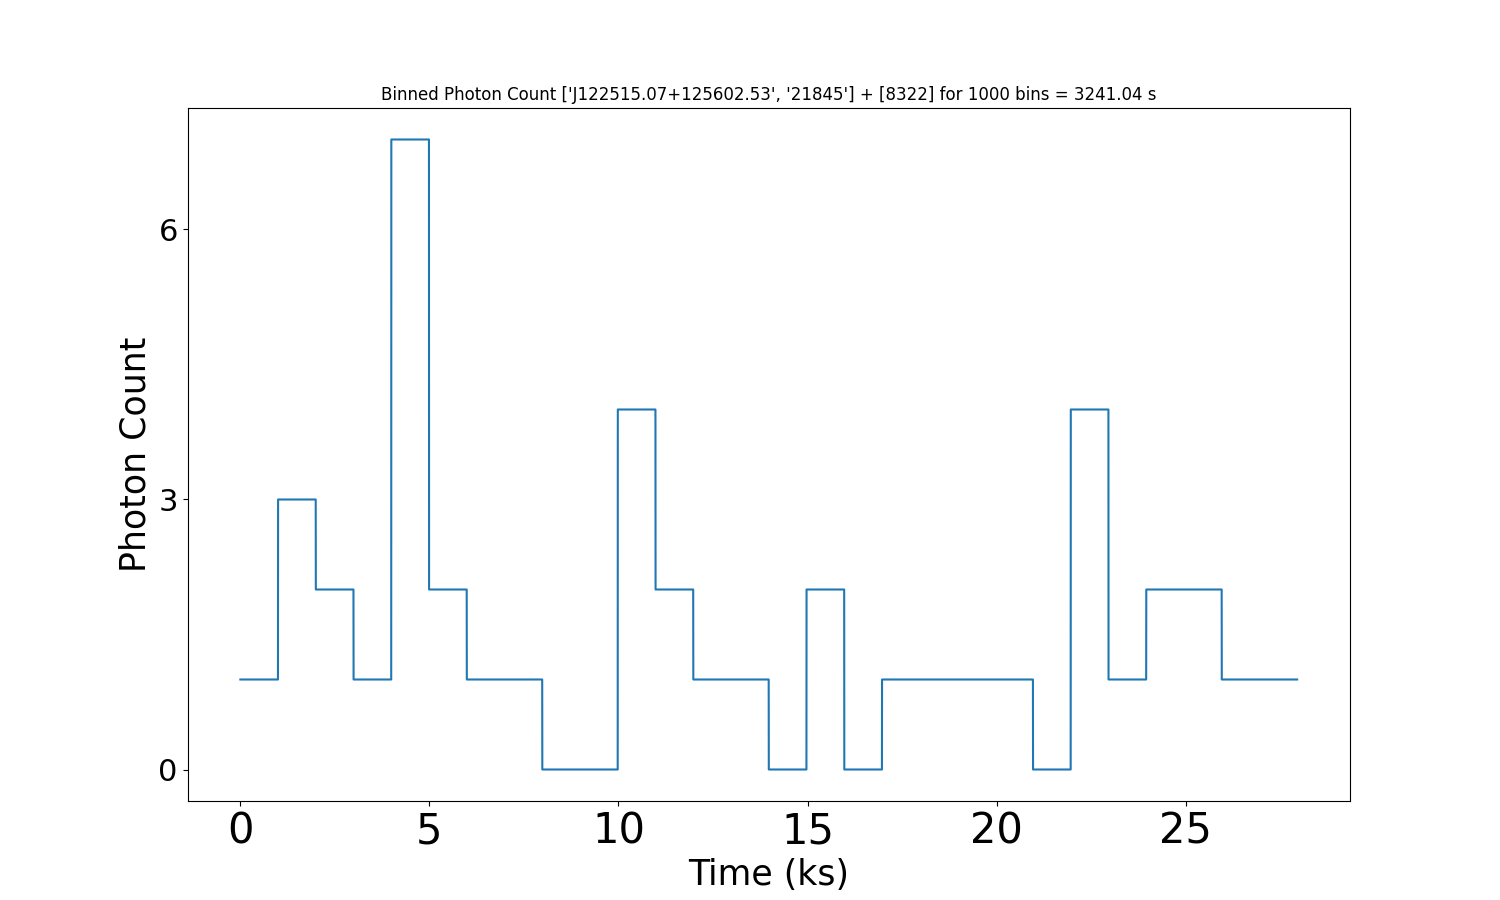 Binned Photon Count ['J122515.07+125602.53', '21845'] + [8322] for 1000 bins = 3241.04 s
6
3
0
Photon Count
0 5 10 15 20 25
Time (ks)